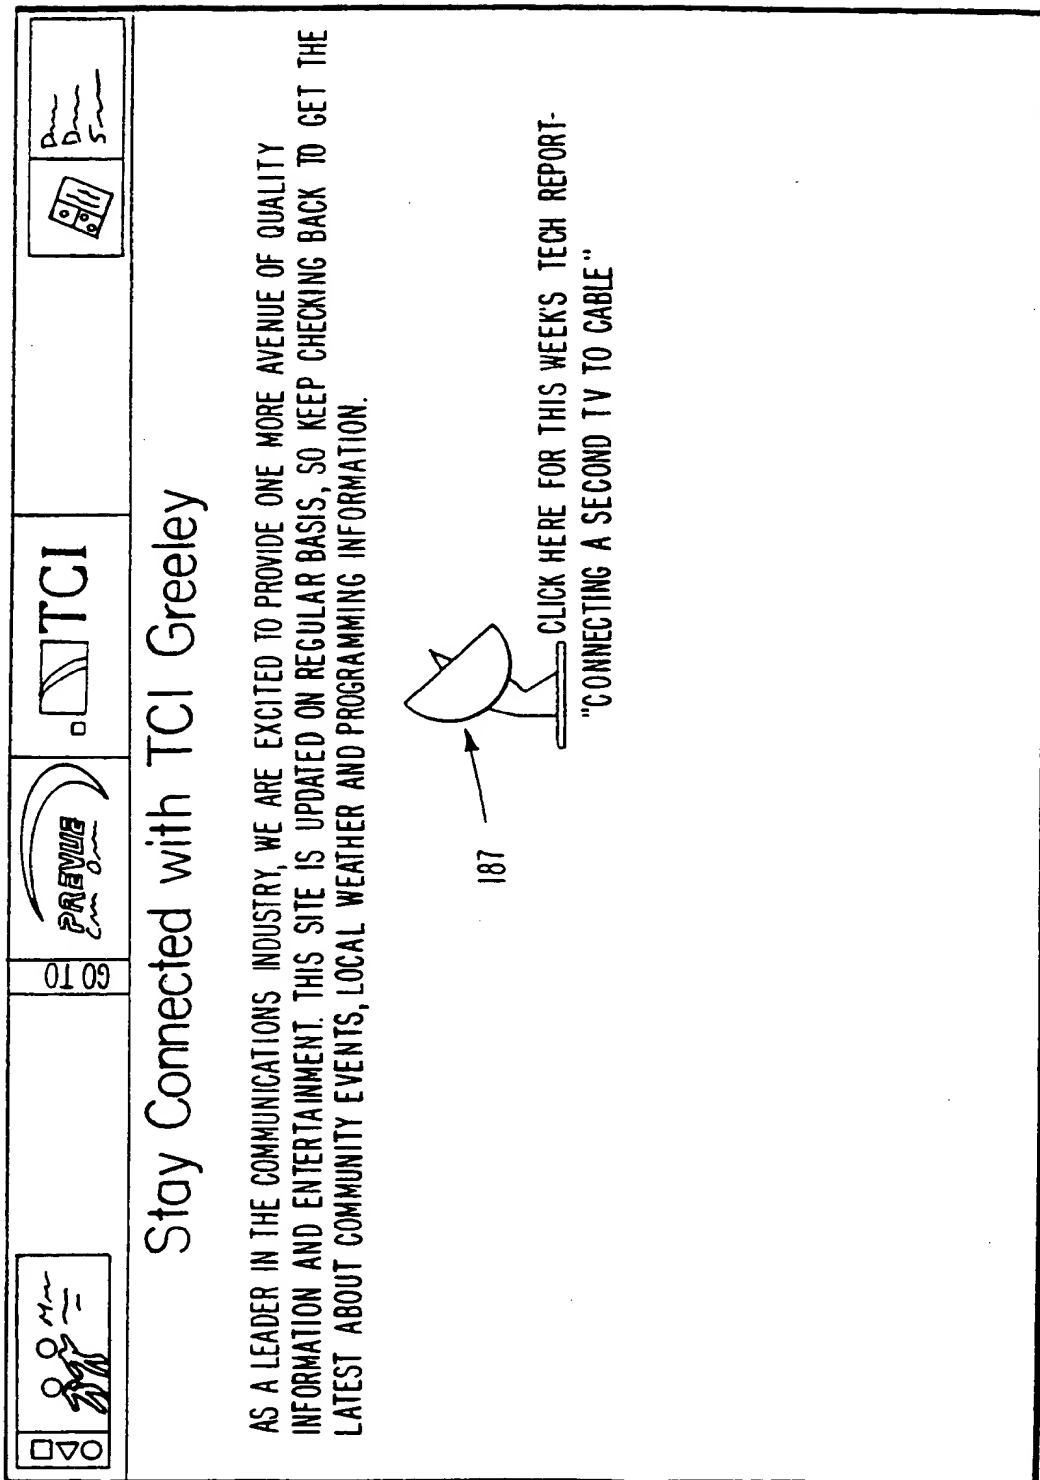 GO TO
PREVUE
TCI
Stay Connected with TCI Greeley
AS A LEADER IN THE COMMUNICATIONS INDUSTRY, WE ARE EXCITED TO PROVIDE ONE MORE AVENUE OF QUALITY
INFORMATION AND ENTERTAINMENT. THIS SITE IS UPDATED ON REGULAR BASIS, SO KEEP CHECKING BACK TO GET THE
LATEST ABOUT COMMUNITY EVENTS, LOCAL WEATHER AND PROGRAMMING INFORMATION.
187
CLICK HERE FOR THIS WEEK'S TECH REPORT-
"CONNECTING A SECOND TV TO CABLE"